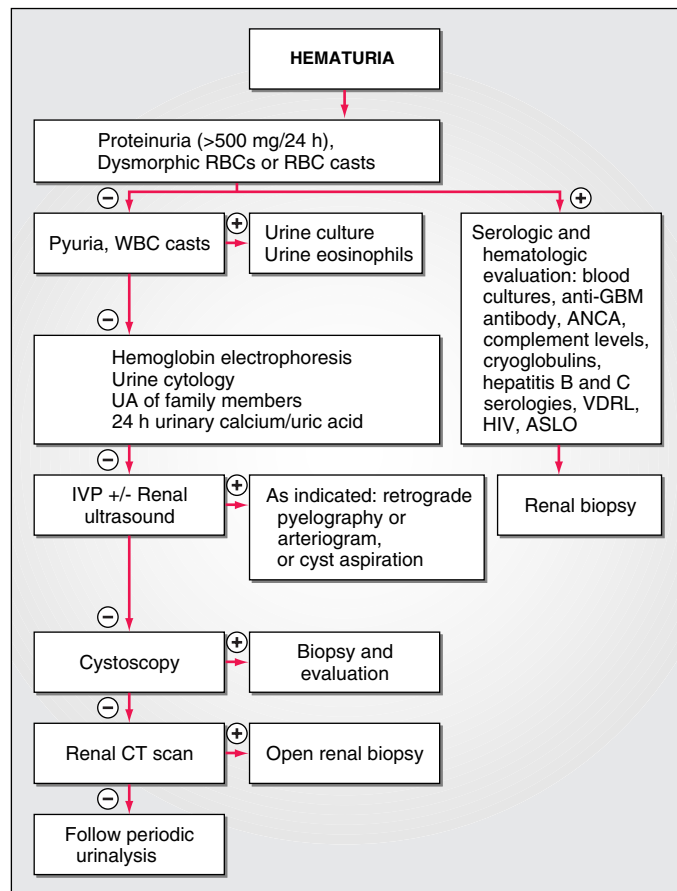 HEMATURIA
Proteinuria (>500 mg/24 h),
Dysmorphic RBCs or RBC casts
−
+
Pyuria, WBC casts
+
Urine culture
Urine eosinophils
Serologic and
hematologic
evaluation: blood
cultures, anti-GBM
antibody, ANCA,
complement levels,
cryoglobulins,
hepatitis B and C
serologies, VDRL,
HIV, ASLO
−
Hemoglobin electrophoresis
Urine cytology
UA of family members
24 h urinary calcium/uric acid
−
IVP +/- Renal
ultrasound
+
As indicated: retrograde
pyelography or
arteriogram,
or cyst aspiration
Renal biopsy
−
Cystoscopy
+
Biopsy and
evaluation
−
Renal CT scan
+
Open renal biopsy
−
Follow periodic
urinalysis